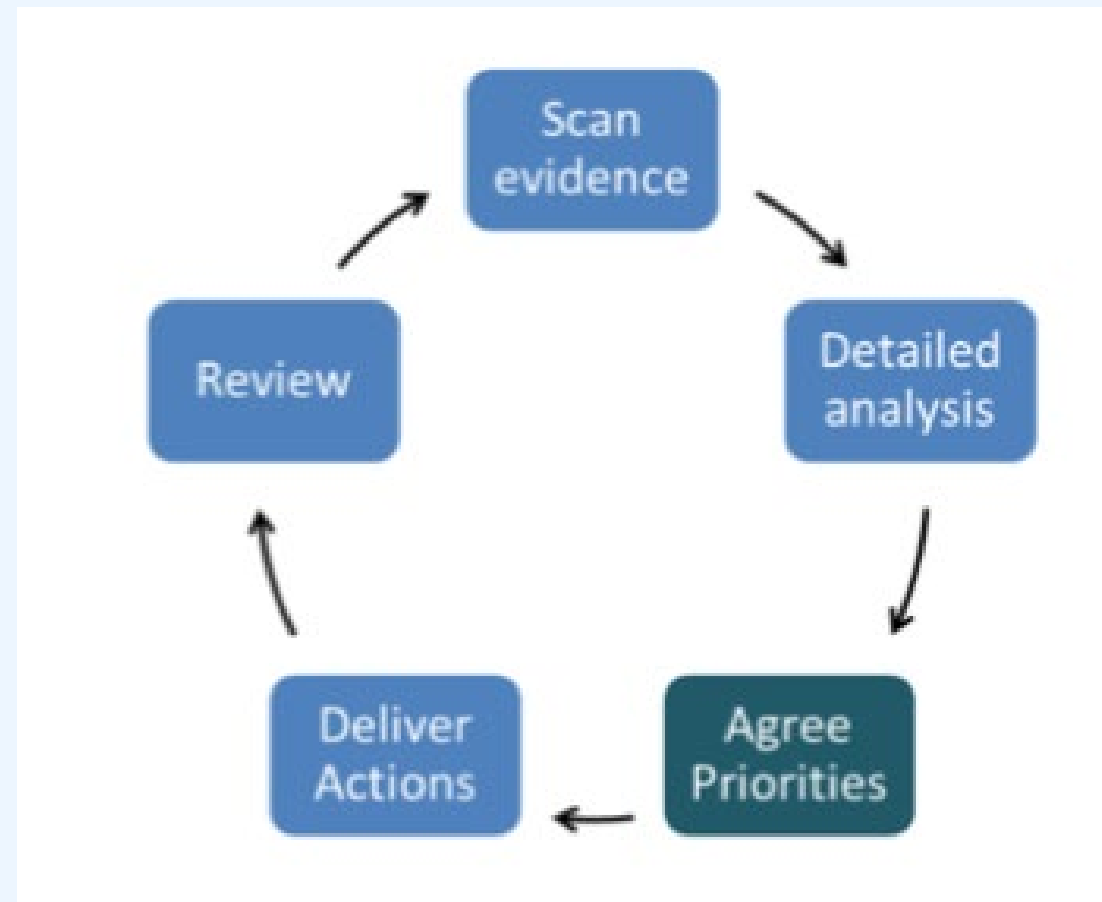 Scan
evidence
Detailed
analysis
Agree
Priorities
Deliver
Actions
Review